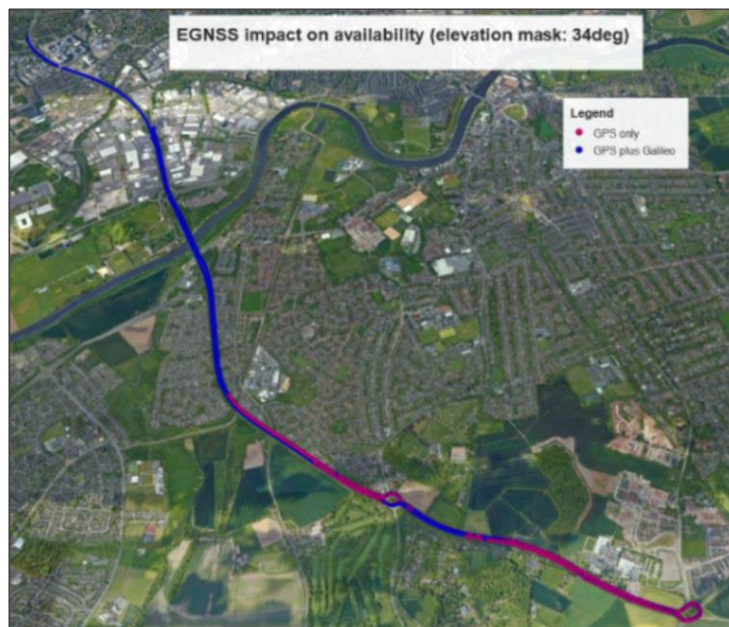 EGNSS impact on availability (elevation mask: 34deg)
Legend
GPS only
GPS plus Galileo